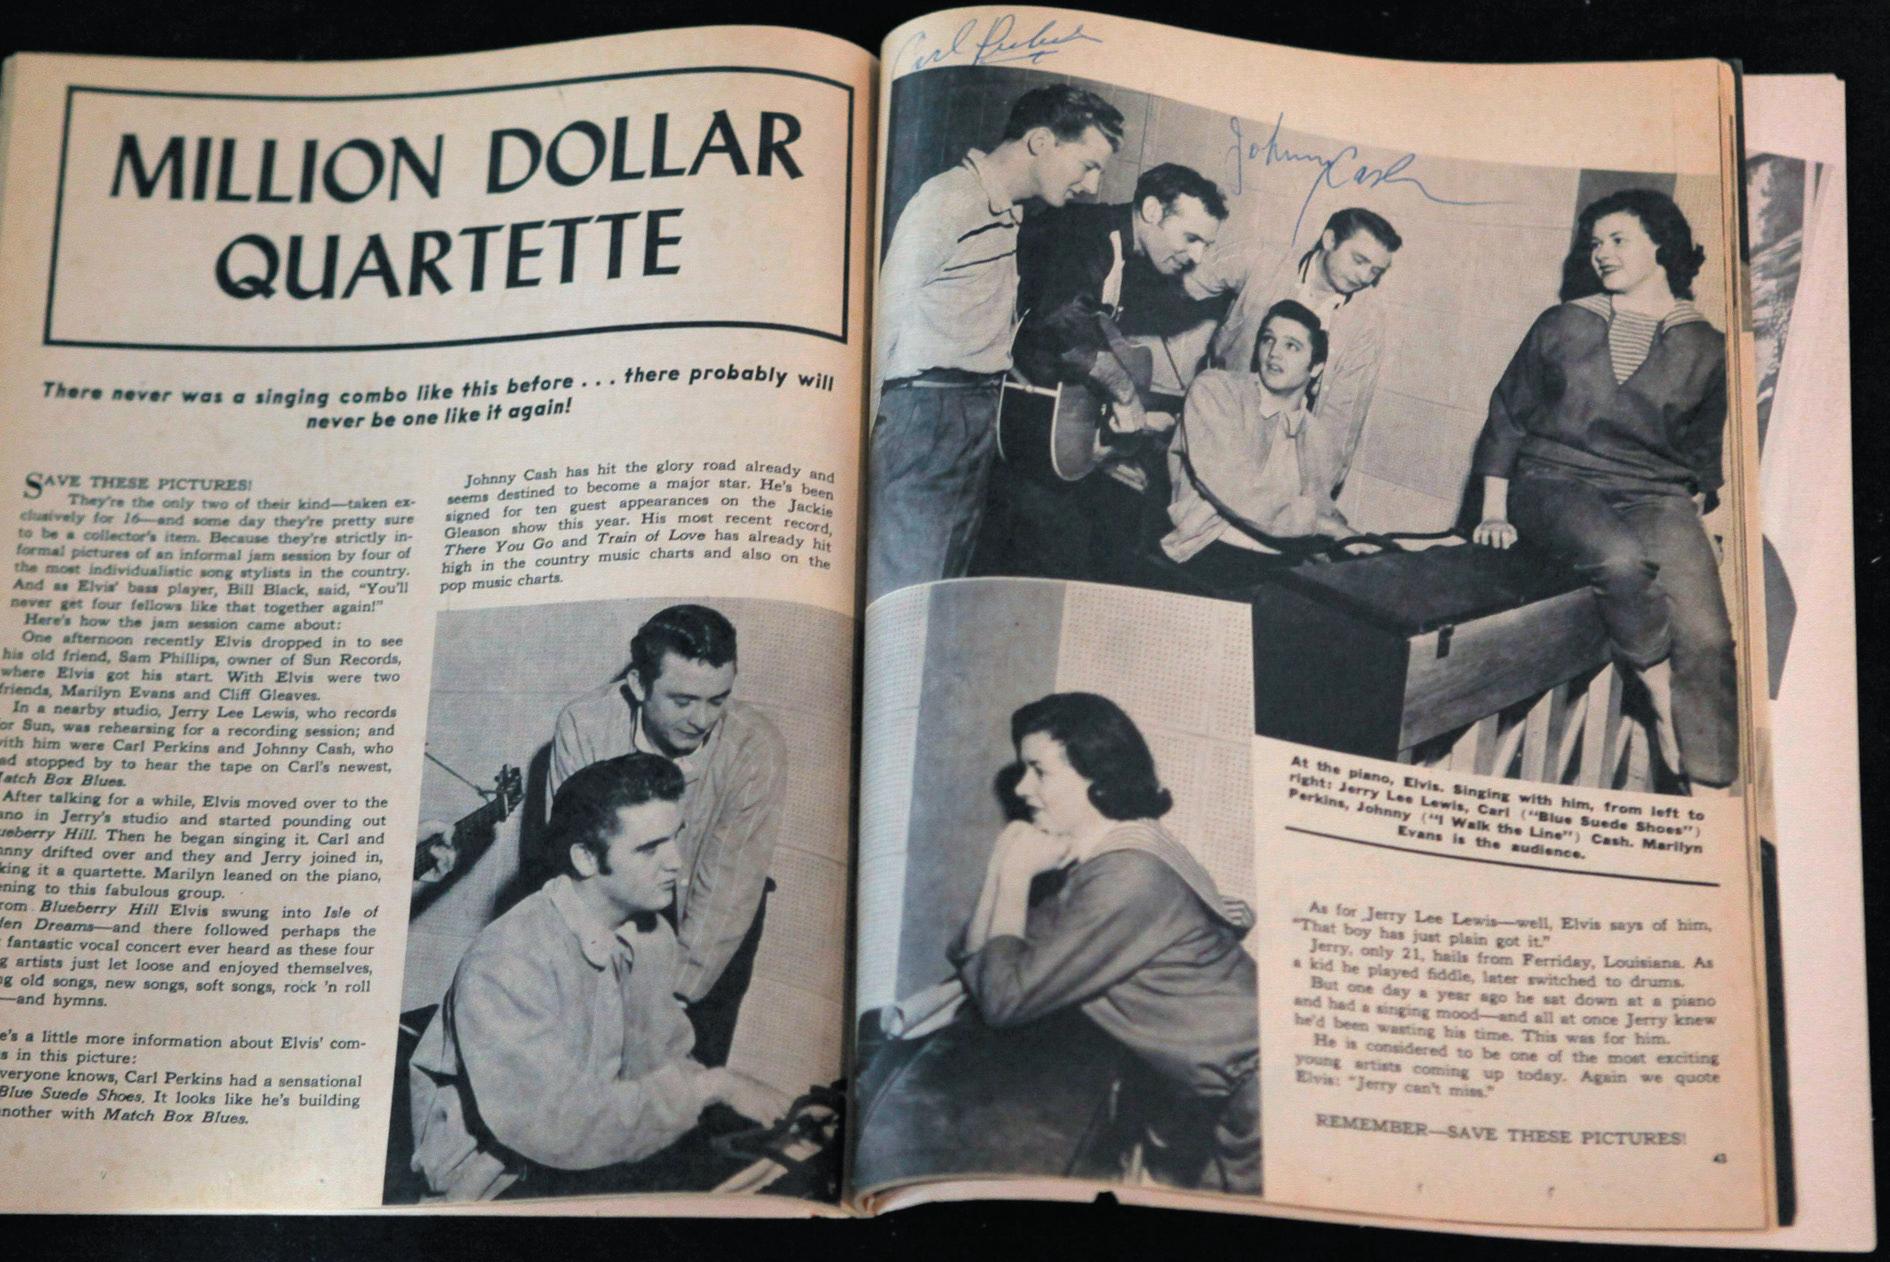 MILLION DOLLAR
QUARTETTE
There never was a singing combo like this before . . . there probably will
never be one like it again!
SAVE THESE PICTURES!
They're the only two of their kind—taken ex-
clusively for 16—and some day they're pretty sure
to be a collector's item. Because they're strictly in-
formal pictures of an informal jam session by four of
the most individualistic song stylists in the country.
And as Elvis' bass player, Bill Black, said, "You'll
never get four fellows like that together again!"
Here's how the jam session came about:
One afternoon recently Elvis dropped in to see
his old friend, Sam Phillips, owner of Sun Records,
where Elvis got his start. With Elvis were two
friends, Marilyn Evans and Cliff Gleaves.
In a nearby studio, Jerry Lee Lewis, who records
or Sun, was rehearsing for a recording session; and
ith him were Carl Perkins and Johnny Cash, who
ad stopped by to hear the tape on Carl's newest,
atch Box Blues.
After talking for a while, Elvis moved over to the
ano in Jerry's studio and started pounding out
ueberry Hill. Then he began singing it. Carl and
nny drifted over and they and Jerry joined in,
king it a quartette. Marilyn leaned on the piano,
ening to this fabulous group.
rom Blueberry Hill Elvis swung into Isle of
den Dreams—and there followed perhaps the
fantastic vocal concert ever heard as these four
g artists just let loose and enjoyed themselves,
g old songs, new songs, soft songs, rock 'n roll
—and hymns.
e's a little more information about Elvis' com-
s in this picture:
veryone knows, Carl Perkins had a sensational
Blue Suede Shoes. It looks like he's building
nother with Match Box Blues.
Johnny Cash has hit the glory road already and
seems destined to become a major star. He's been
signed for ten guest appearances on the Jackie
Gleason show this year. His most recent record,
There You Go and Train of Love has already hit
high in the country music charts and also on the
pop music charts.
Carl Perkins
Johnny Cash
At the piano, Elvis. Singing with him, from left to
right: Jerry Lee Lewis, Carl ("Blue Suede Shoes")
Perkins, Johnny ("I Walk the Line") Cash. Marilyn
Evans is the audience.
As for Jerry Lee Lewis—well, Elvis says of him,
"That boy has just plain got it."
Jerry, only 21, hails from Ferriday, Louisiana. As
a kid he played fiddle, later switched to drums.
But one day a year ago he sat down at a piano
and had a singing mood—and all at once Jerry knew
he'd been wasting his time. This was for him.
He is considered to be one of the most exciting
young artists coming up today. Again we quote
Elvis: "Jerry can't miss."
REMEMBER—SAVE THESE PICTURES!
43